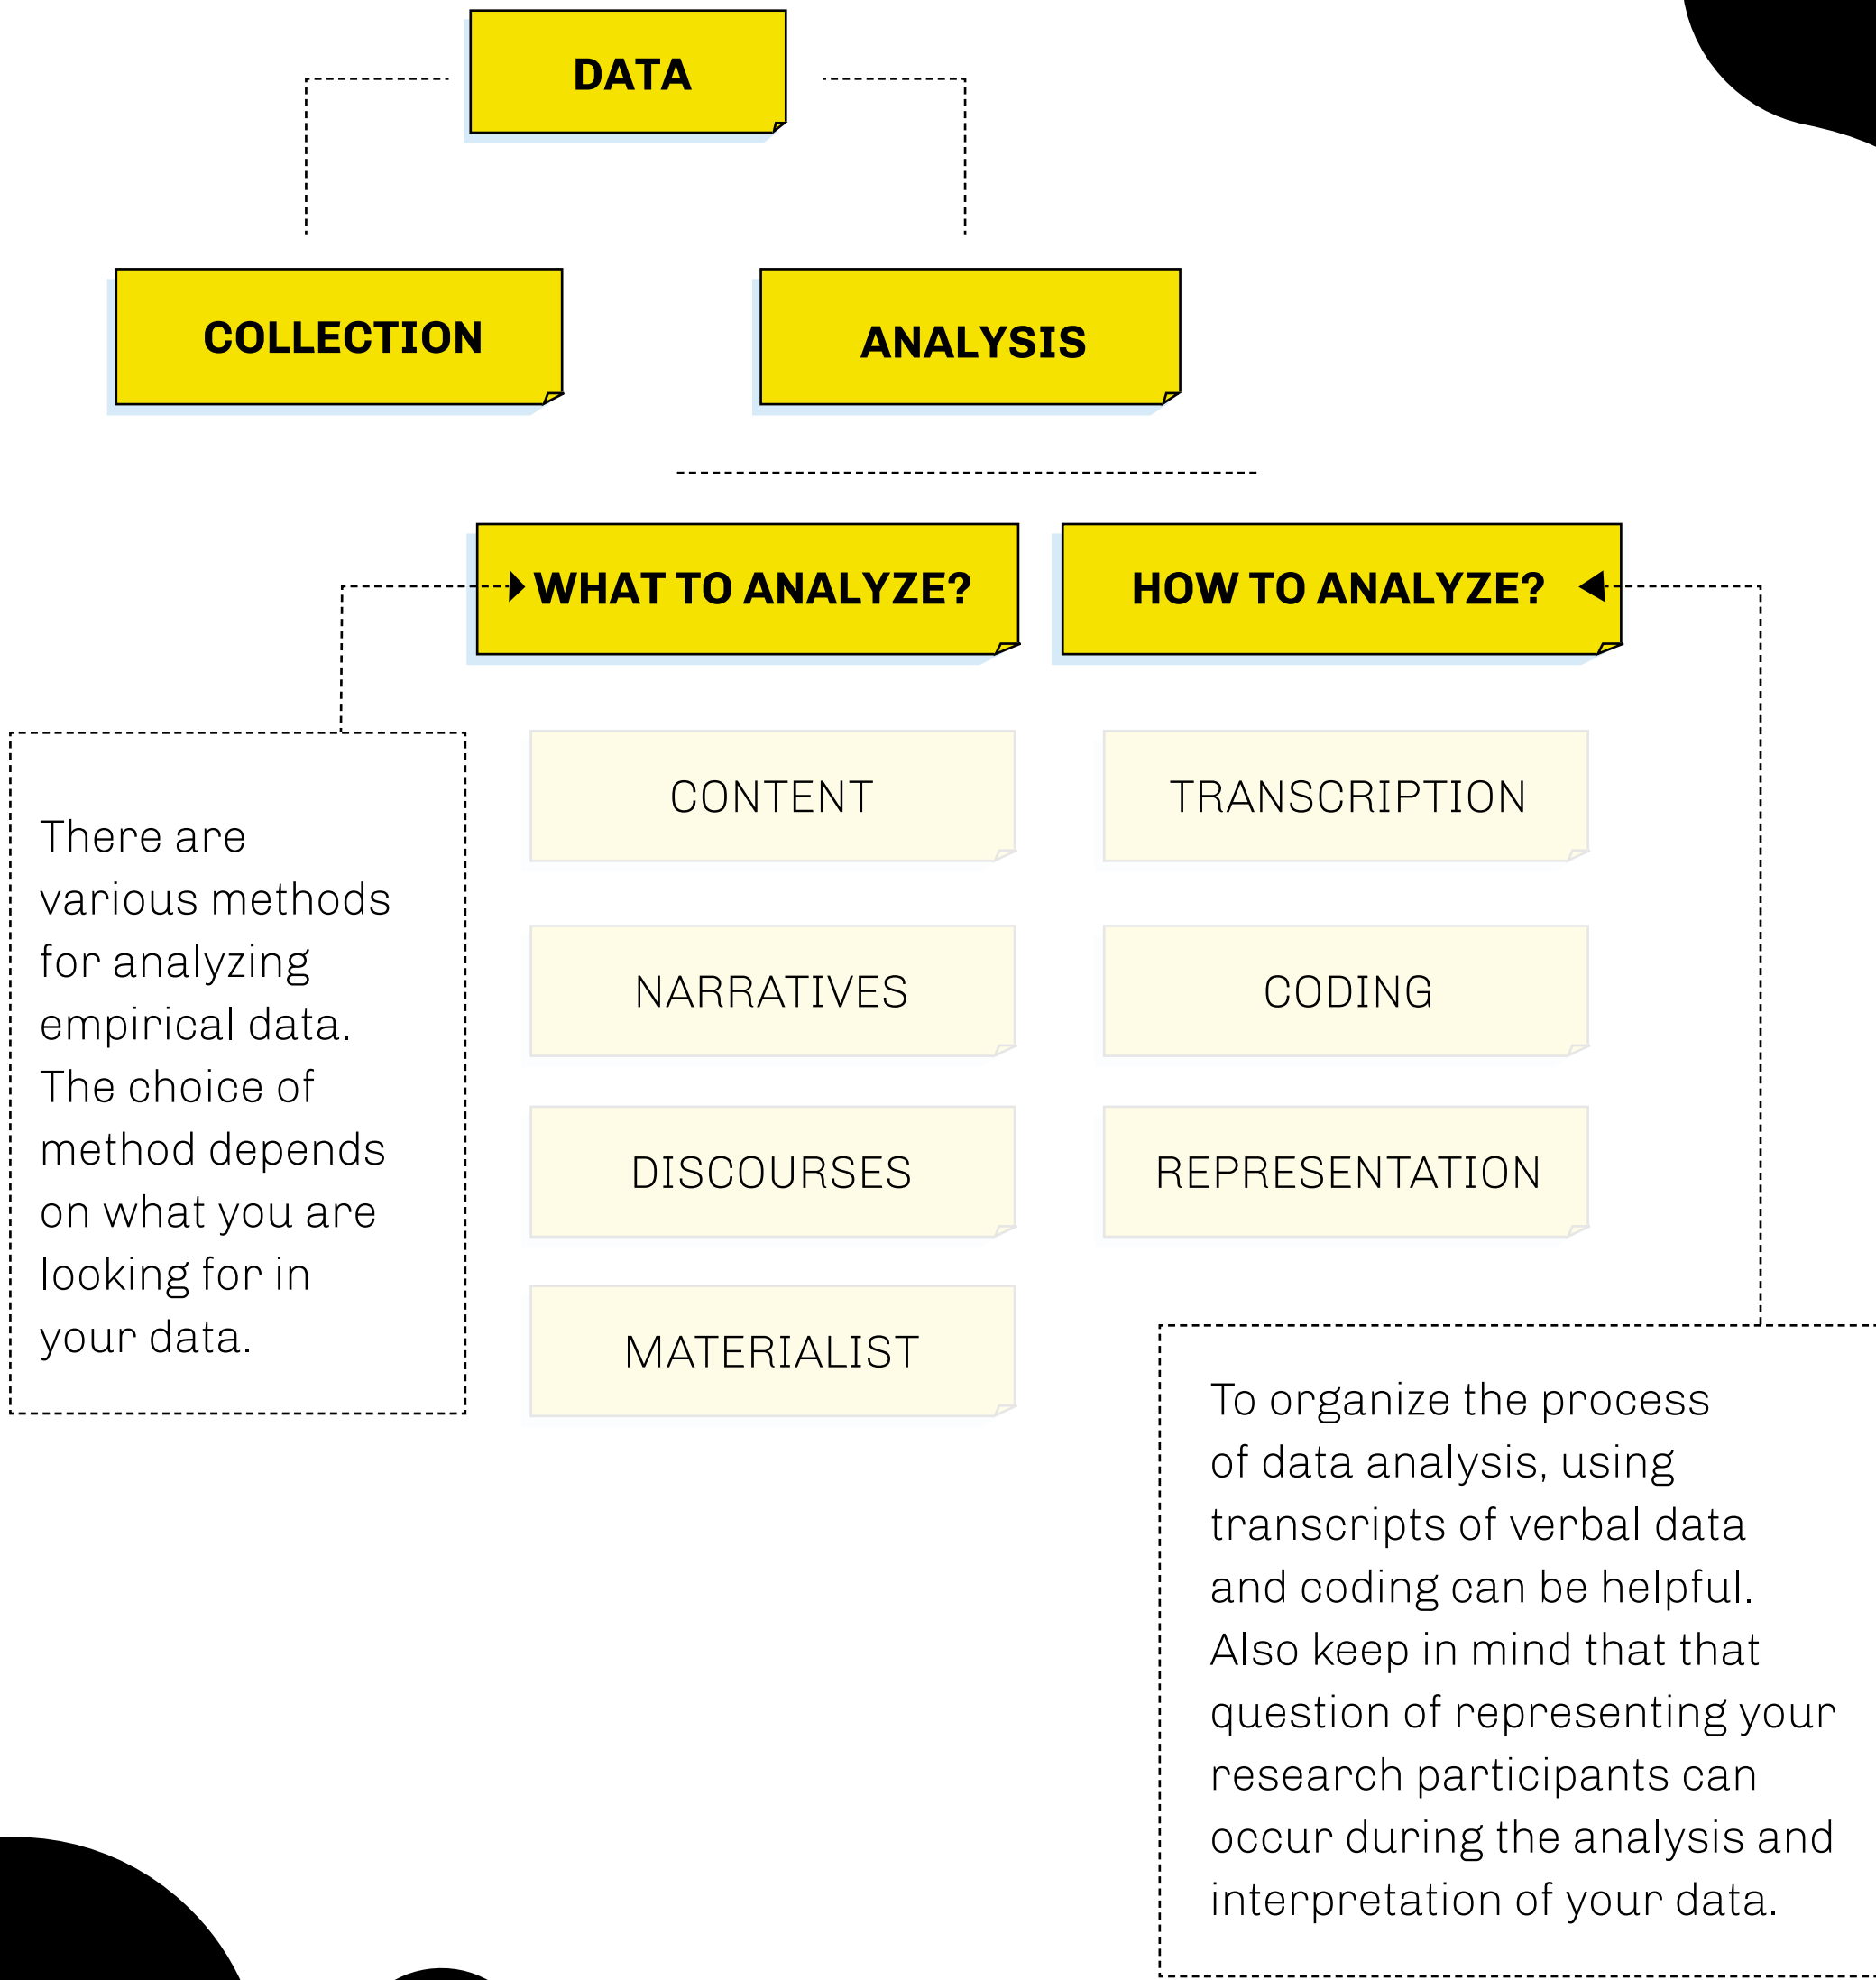 DATA
COLLECTION
ANALYSIS
WHAT TO ANALYZE?
HOW TO ANALYZE?
There are
various methods
for analyzing
empirical data.
The choice of
method depends
on what you are
looking for in
your data.
CONTENT
NARRATIVES
DISCOURSES
MATERIALIST
TRANSCRIPTION
CODING
REPRESENTATION
To organize the process
of data analysis, using
transcripts of verbal data
and coding can be helpful.
Also keep in mind that that
question of representing your
research participants can
occur during the analysis and
interpretation of your data.